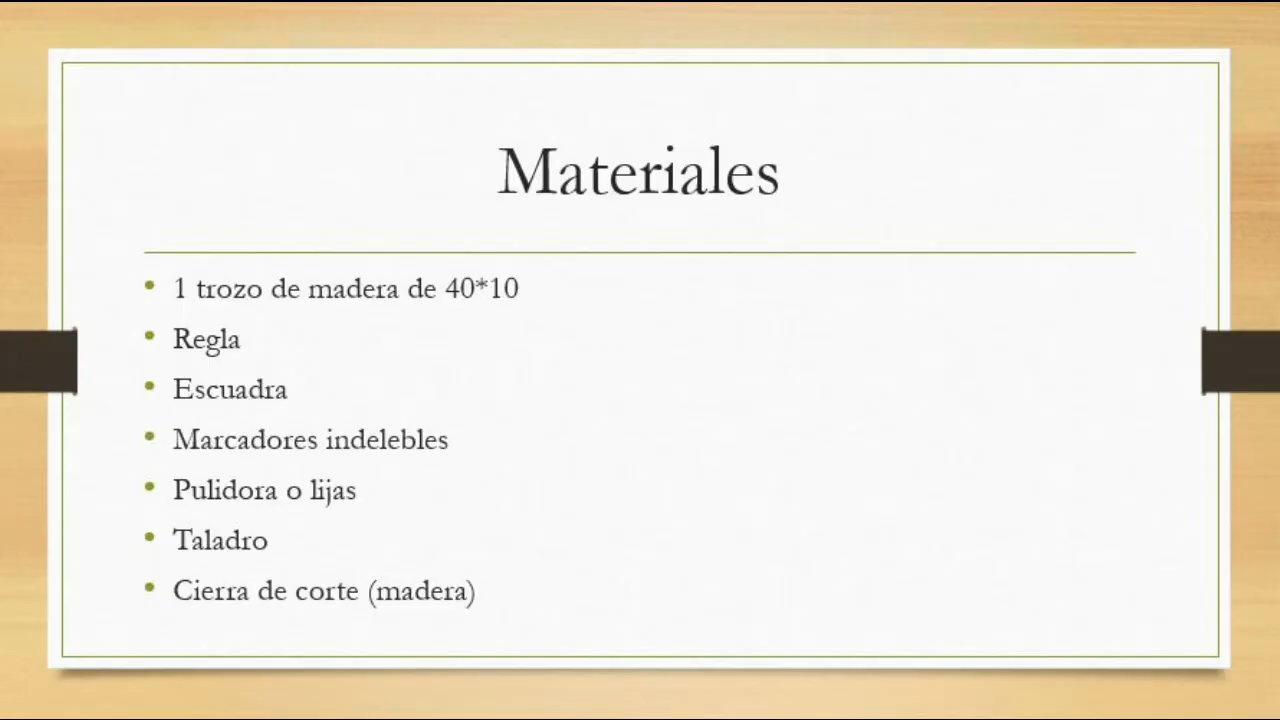 Materiales
• 1 trozo de madera de 40*10
• Regla
• Escuadra
• Marcadores indelebles
• Pulidora o lijas
• Taladro
• Cierra de corte (madera)